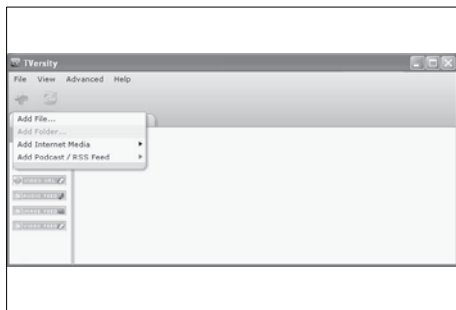 TVersity
File View Advanced Help
Add File...
Add Folder...
Add Internet Media
Add Podcast / RSS Feed